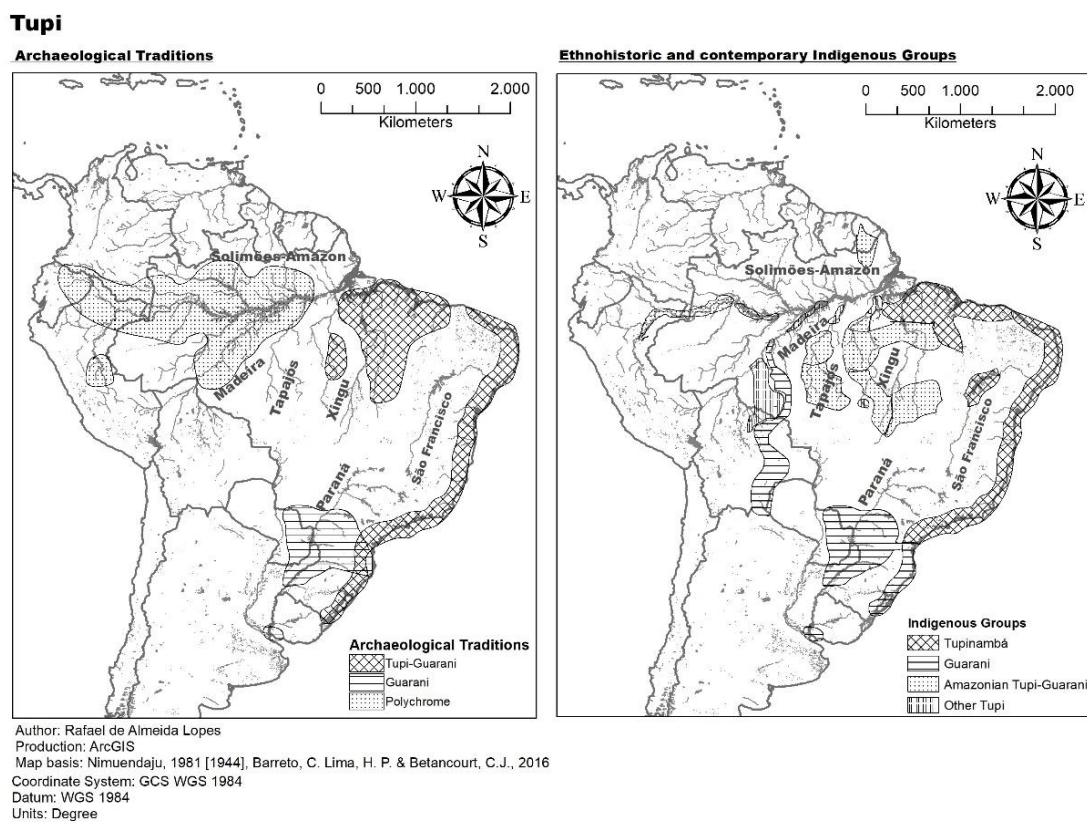 Tupi
Archaeological Traditions
0 500 1.000 2.000
Kilometers
N
W E
S
Solimões-Amazon
Madeira
Tapajós
Xingu
São Francisco
Paraná
Archaeological Traditions
Tupi-Guarani
Guarani
Polychrome
Ethnohistoric and contemporary Indigenous Groups
0 500 1.000 2.000
Kilometers
N
W E
S
Solimões-Amazon
Madeira
Tapajós
Xingu
São Francisco
Paraná
Indigenous Groups
Tupinambá
Guarani
Amazonian Tupi-Guarani
Other Tupi
Author: Rafael de Almeida Lopes
Production: ArcGIS
Map basis: Nimuendaju, 1981 [1944], Barreto, C. Lima, H. P. & Betancourt, C.J., 2016
Coordinate System: GCS WGS 1984
Datum: WGS 1984
Units: Degree